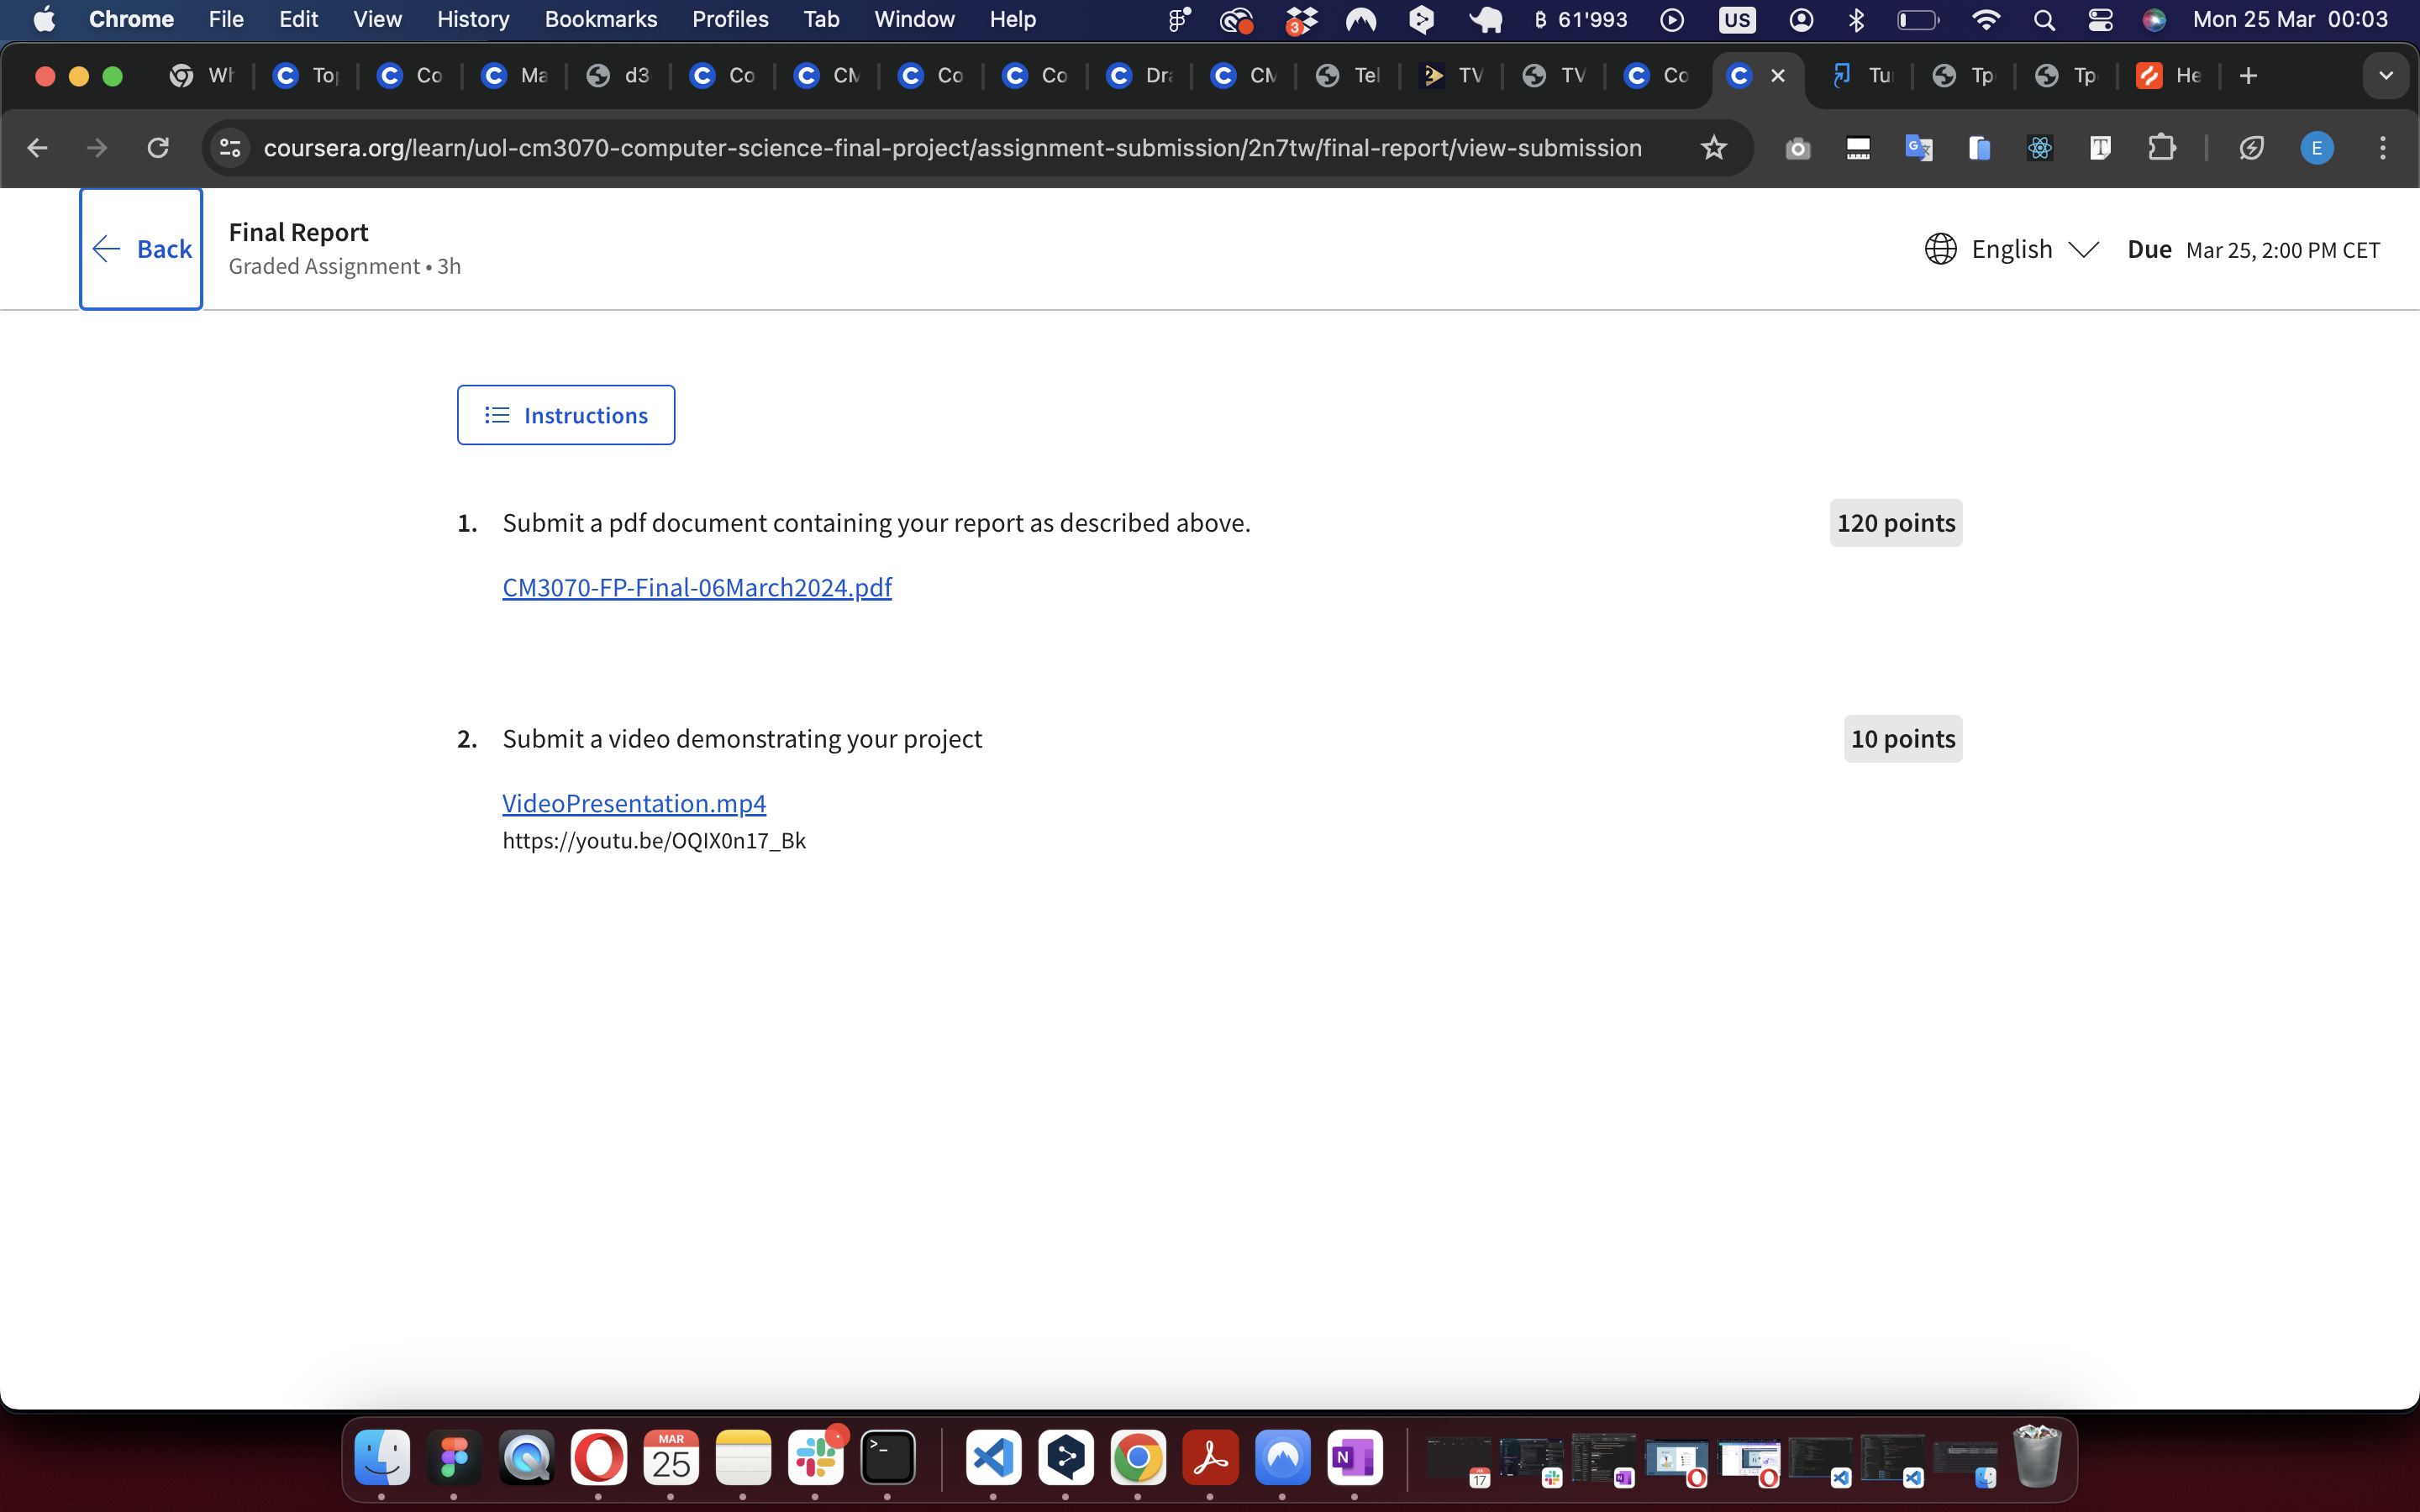 Chrome File Edit View History Bookmarks Profiles Tab Window Help 3 61'993 US Mon 25 Mar 00:03
Wh To Co Ma d3 Co CM Co Co Dra CM Tel TV TV Co Tu Tp Tp He
coursera.org/learn/uol-cm3070-computer-science-final-project/assignment-submission/2n7tw/final-report/view-submission E
Back
Final Report
Graded Assignment • 3h
English
Due Mar 25, 2:00 PM CET
Instructions
1. Submit a pdf document containing your report as described above.
120 points
CM3070-FP-Final-06March2024.pdf
2. Submit a video demonstrating your project
10 points
VideoPresentation.mp4
https://youtu.be/OQIX0n17_Bk
MAR
25
N
17